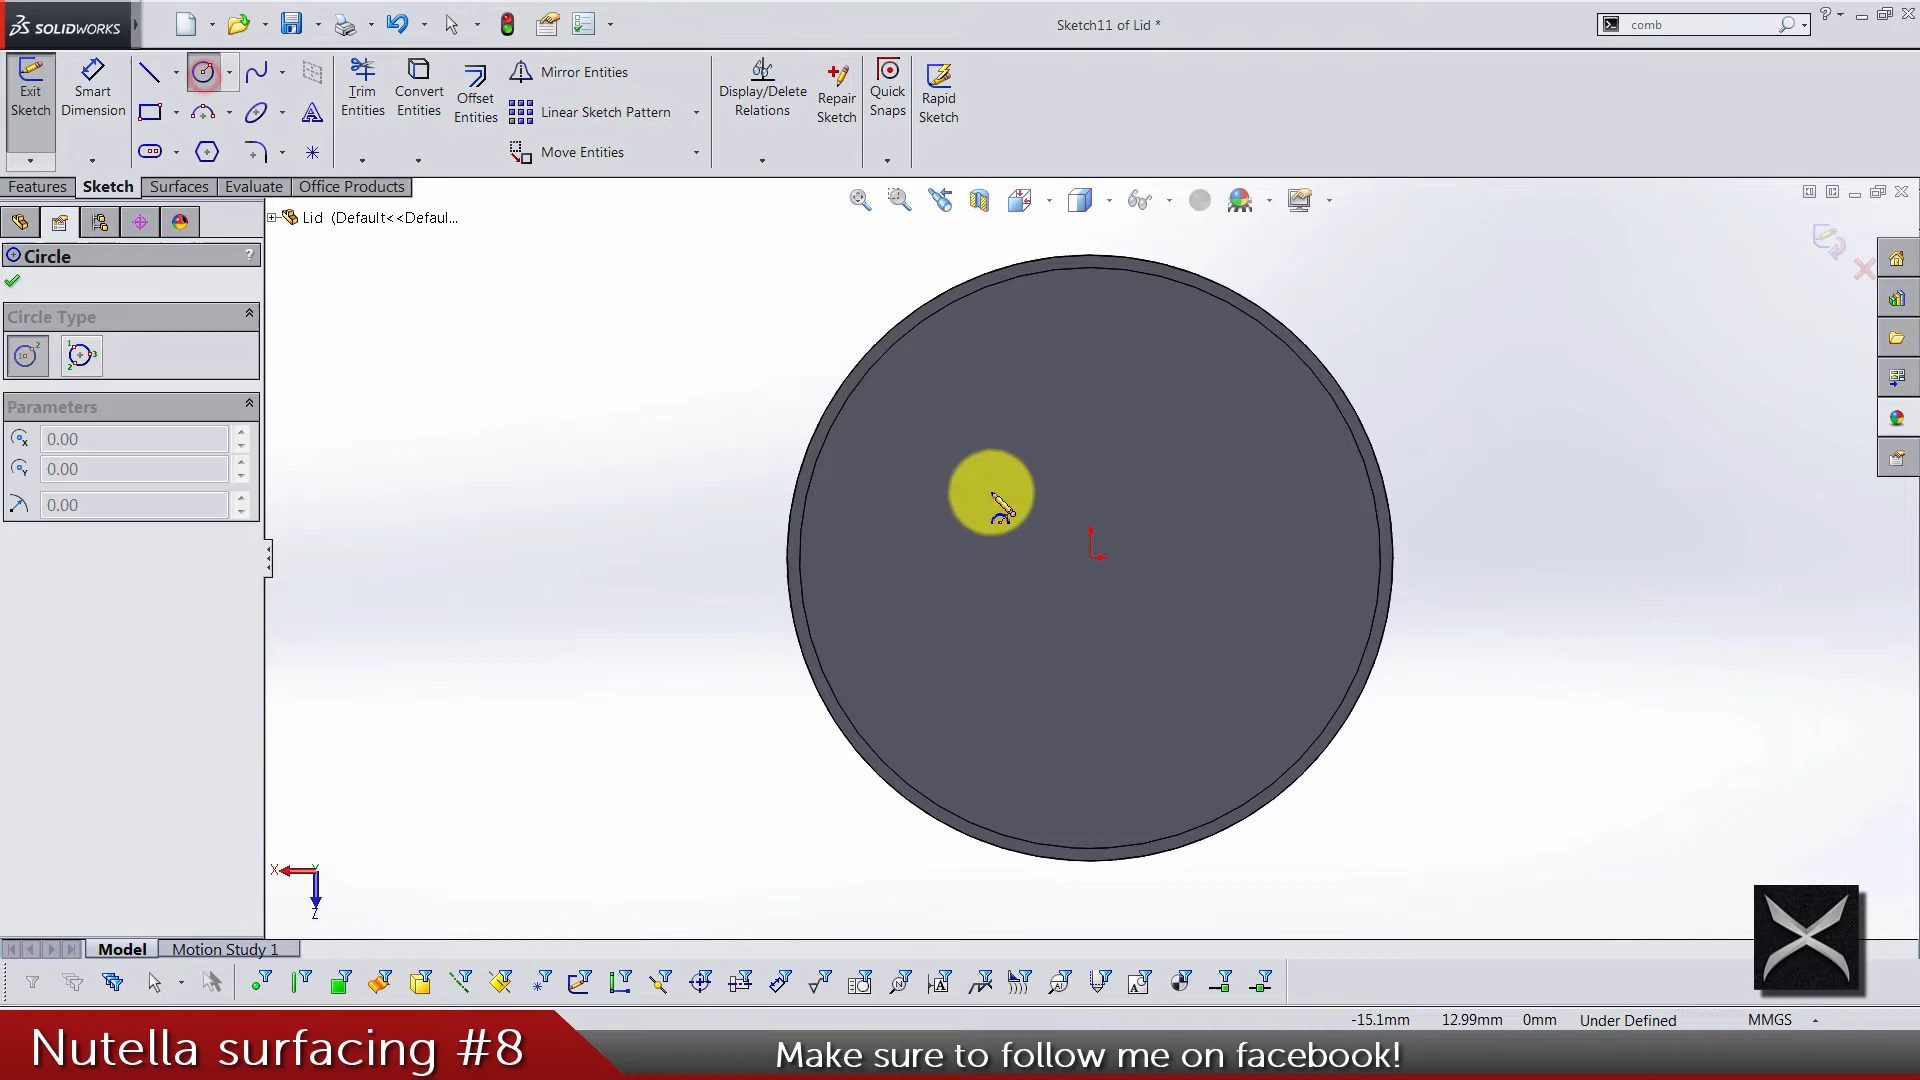 SOLIDWORKS
Sketch11 of Lid *
comb
Exit Sketch
Smart Dimension
Trim Entities
Convert Entities
Offset Entities
Mirror Entities
Linear Sketch Pattern
Move Entities
Display/Delete Relations
Repair Sketch
Quick Snaps
Rapid Sketch
Features
Sketch
Surfaces
Evaluate
Office Products
Lid (Default<<Defaul...
Circle
?
Circle Type
Parameters
0.00
0.00
0.00
X
Y
Z
Model
Motion Study 1
-15.1mm
12.99mm
0mm
Under Defined
MMGS
Nutella surfacing #8
Make sure to follow me on facebook!